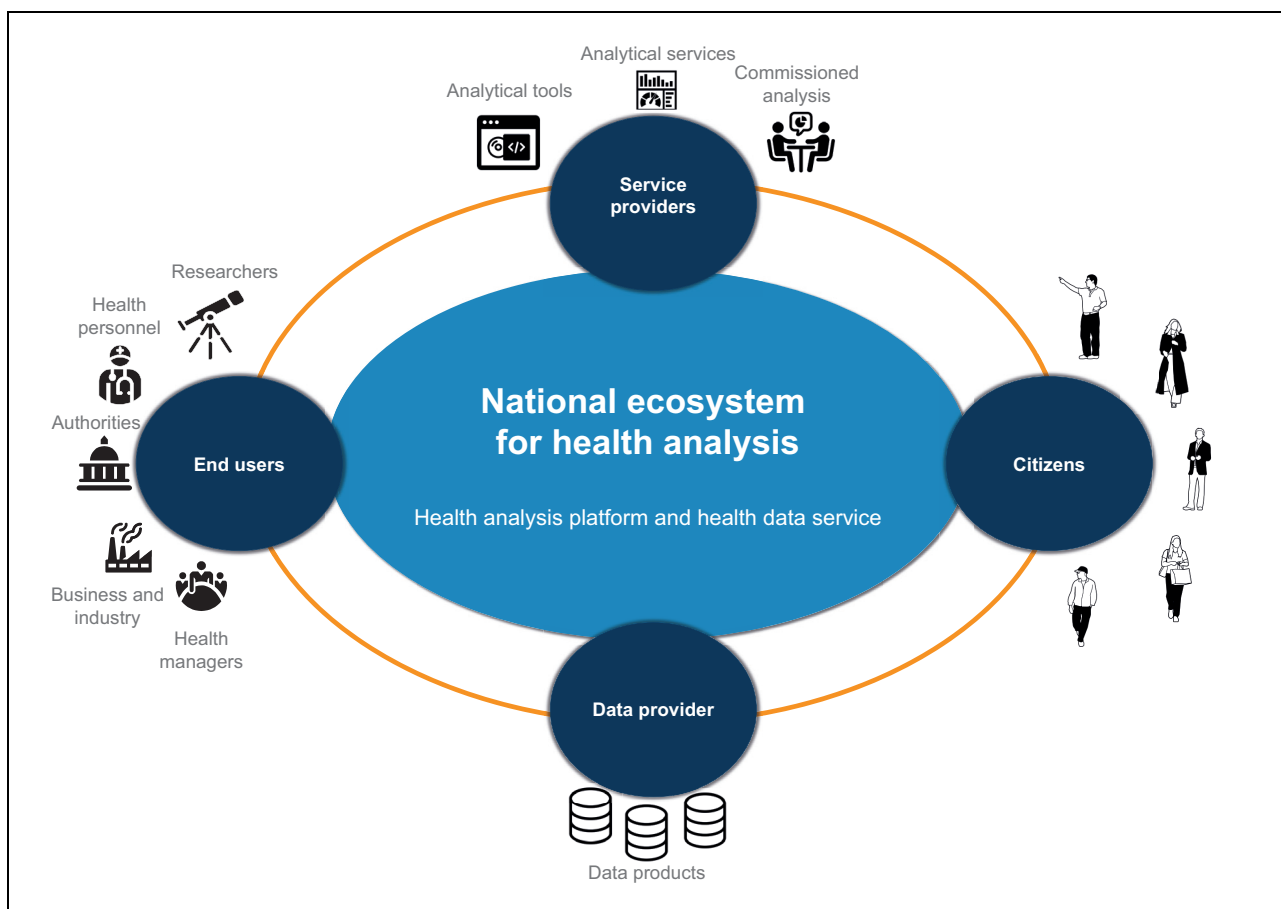 Analytical services
Analytical tools
Commissioned
analysis
Service
providers
Researchers
Health
personnel
Authorities
End users
Business and
industry
Health
managers
National ecosystem
for health analysis
Health analysis platform and health data service
Citizens
Data provider
Data products